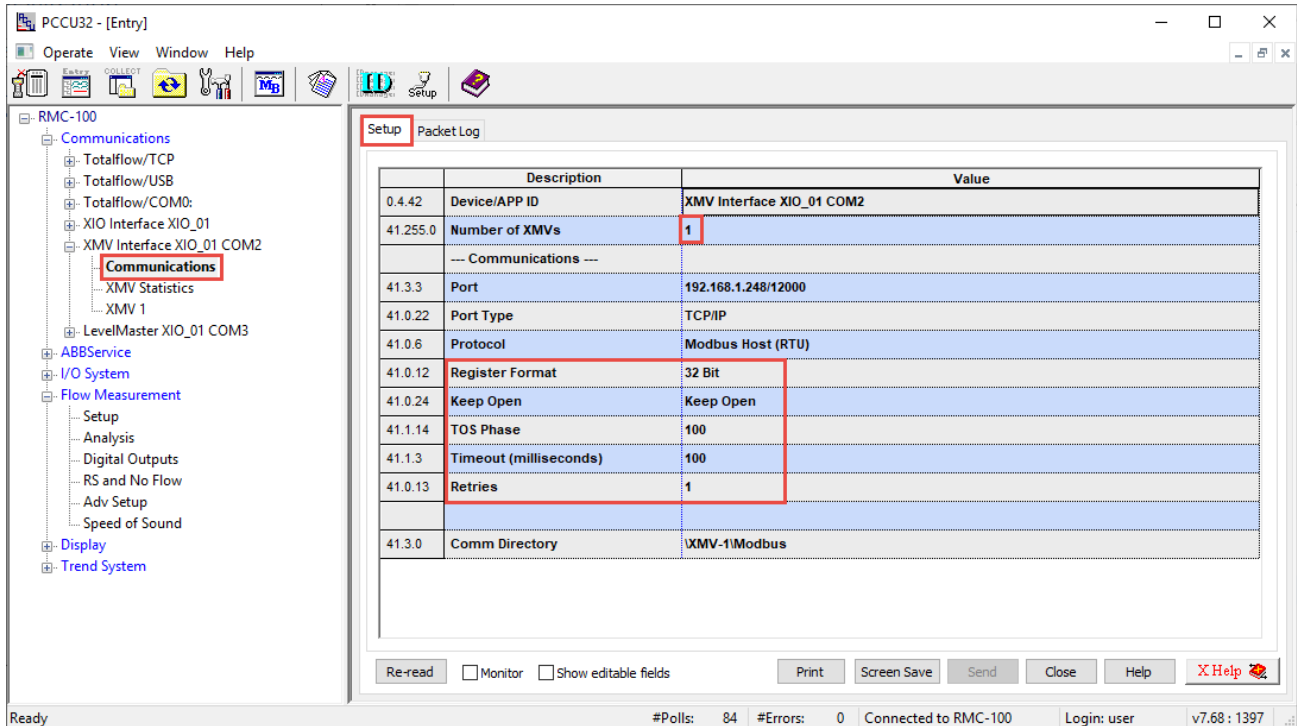 PCCU32 - [Entry]
Operate View Window Help
Entry COLLECT MB ID Setup
RMC-100
Communications
Totalflow/TCP
Totalflow/USB
Totalflow/COM0:
XIO Interface XIO_01
XMV Interface XIO_01 COM2
Communications
XMV Statistics
XMV 1
LevelMaster XIO_01 COM3
ABBService
I/O System
Flow Measurement
Setup
Analysis
Digital Outputs
RS and No Flow
Adv Setup
Speed of Sound
Display
Trend System
Setup Packet Log
Description Value
0.4.42 Device/APP ID XMV Interface XIO_01 COM2
41.255.0 Number of XMVs 1
--- Communications ---
41.3.3 Port 192.168.1.248/12000
41.0.22 Port Type TCP/IP
41.0.6 Protocol Modbus Host (RTU)
41.0.12 Register Format 32 Bit
41.0.24 Keep Open Keep Open
41.1.14 TOS Phase 100
41.1.3 Timeout (milliseconds) 100
41.0.13 Retries 1
41.3.0 Comm Directory \XMV-1\Modbus
Re-read Monitor Show editable fields Print Screen Save Send Close Help X Help
Ready #Polls: 84 #Errors: 0 Connected to RMC-100 Login: user v7.68 : 1397